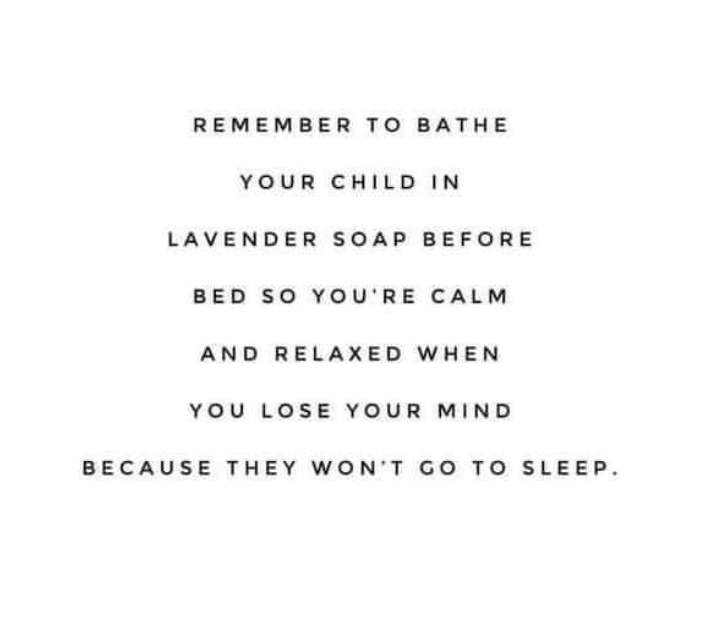 REMEMBER TO BATHE
YOUR CHILD IN
LAVENDER SOAP BEFORE
BED SO YOU'RE CALM
AND RELAXED WHEN
YOU LOSE YOUR MIND
BECAUSE THEY WON'T GO TO SLEEP.